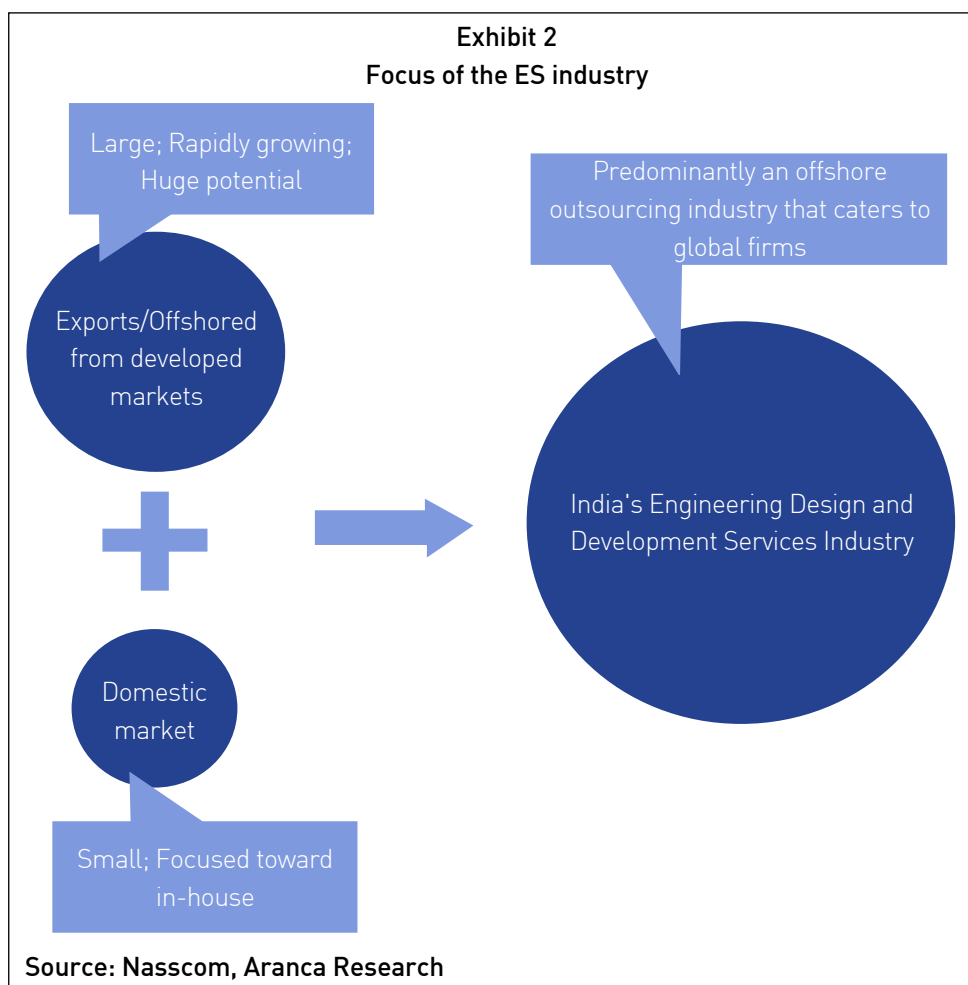 Exhibit 2
Focus of the ES industry
Large; Rapidly growing;
Huge potential
Exports/Offshored
from developed
markets
Domestic
market
Small; Focused toward
in-house
Predominantly an offshore
outsourcing industry that caters to
global firms
India's Engineering Design and
Development Services Industry
Source: Nasscom, Aranca Research